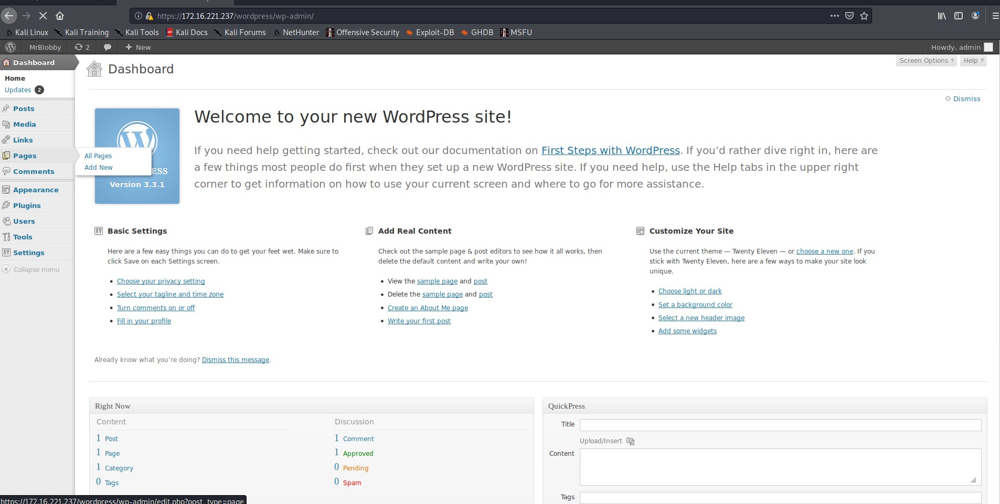 https://172.16.221.237/wordpress/wp-admin/
Kali Linux Kali Training Kali Tools Kali Docs Kali Forums NetHunter Offensive Security Exploit-DB GHDB MSFU
MrBlobby 2 + New Howdy, admin
Dashboard
Home
Updates 2
Posts
Media
Links
Pages
All Pages
Add New
Comments
Appearance
Plugins
Users
Tools
Settings
Collapse menu
Dashboard
Screen Options Help
Dismiss
ESS
Version 3.3.1
Welcome to your new WordPress site!
If you need help getting started, check out our documentation on First Steps with WordPress. If you’d rather dive right in, here are
a few things most people do first when they set up a new WordPress site. If you need help, use the Help tabs in the upper right
corner to get information on how to use your current screen and where to go for more assistance.
Basic Settings
Here are a few easy things you can do to get your feet wet. Make sure to
click Save on each Settings screen.
• Choose your privacy setting
• Select your tagline and time zone
• Turn comments on or off
• Fill in your profile
Add Real Content
Check out the sample page & post editors to see how it all works, then
delete the default content and write your own!
• View the sample page and post
• Delete the sample page and post
• Create an About Me page
• Write your first post
Customize Your Site
Use the current theme — Twenty Eleven — or choose a new one. If you
stick with Twenty Eleven, here are a few ways to make your site look
unique.
• Choose light or dark
• Set a background color
• Select a new header image
• Add some widgets
Already know what you’re doing? Dismiss this message.
Right Now
Content
1 Post
1 Page
1 Category
0 Tags
Discussion
1 Comment
1 Approved
0 Pending
0 Spam
QuickPress
Title
Upload/Insert
Content
Tags
https://172.16.221.237/wordpress/wp-admin/edit.php?post_type=page